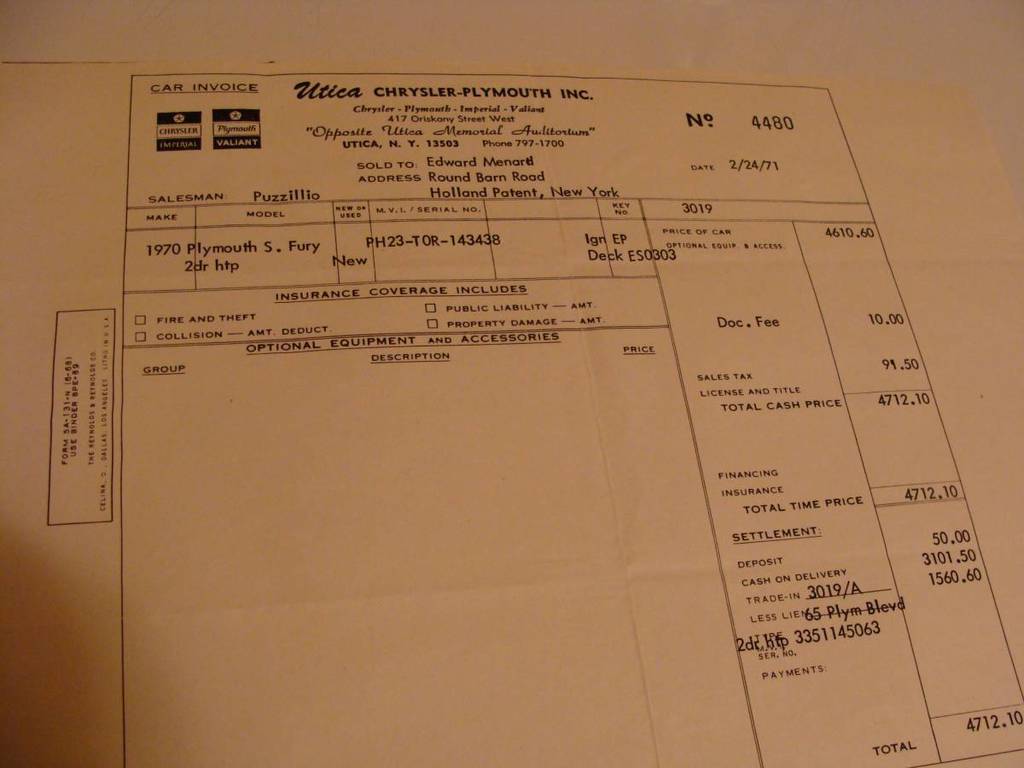 CAR INVOICE
Utica CHRYSLER-PLYMOUTH INC.
Chrysler - Plymouth - Imperial - Valiant
417 Oriskany Street West
"Opposite Utica Memorial Auditorium"
UTICA, N. Y. 13503 Phone 797-1700
CHRYSLER
IMPERIAL
Plymouth
VALIANT
Nº 4480
SOLD TO: Edward Menard
DATE 2/24/71
ADDRESS Round Barn Road
SALESMAN: Puzzillio
Holland Patent, New York
MAKE MODEL NEW OR USED M.V.I. / SERIAL NO. KEY NO. 3019
1970 Plymouth S. Fury PH23-T0R-143438 Ign EP
2dr htp New Deck ES0303
PRICE OF CAR 4610.60
OPTIONAL EQUIP. & ACCESS.
INSURANCE COVERAGE INCLUDES
FIRE AND THEFT PUBLIC LIABILITY — AMT.
COLLISION — AMT. DEDUCT. PROPERTY DAMAGE — AMT.
OPTIONAL EQUIPMENT AND ACCESSORIES
GROUP DESCRIPTION PRICE
Doc. Fee 10.00
SALES TAX 91.50
LICENSE AND TITLE
TOTAL CASH PRICE 4712.10
FINANCING
INSURANCE
TOTAL TIME PRICE 4712.10
SETTLEMENT:
DEPOSIT 50.00
CASH ON DELIVERY 3101.50
TRADE-IN 3019/A 1560.60
LESS LIEN 65 Plym Blevd
2dr htp 3351145063
SER. NO.
PAYMENTS:
TOTAL 4712.10
FORM SA-131-N (6-68)
USE BINDER BPE-89
THE REYNOLDS & REYNOLDS CO.
CELINA, O., DALLAS, LOS ANGELES LITHO IN U S A